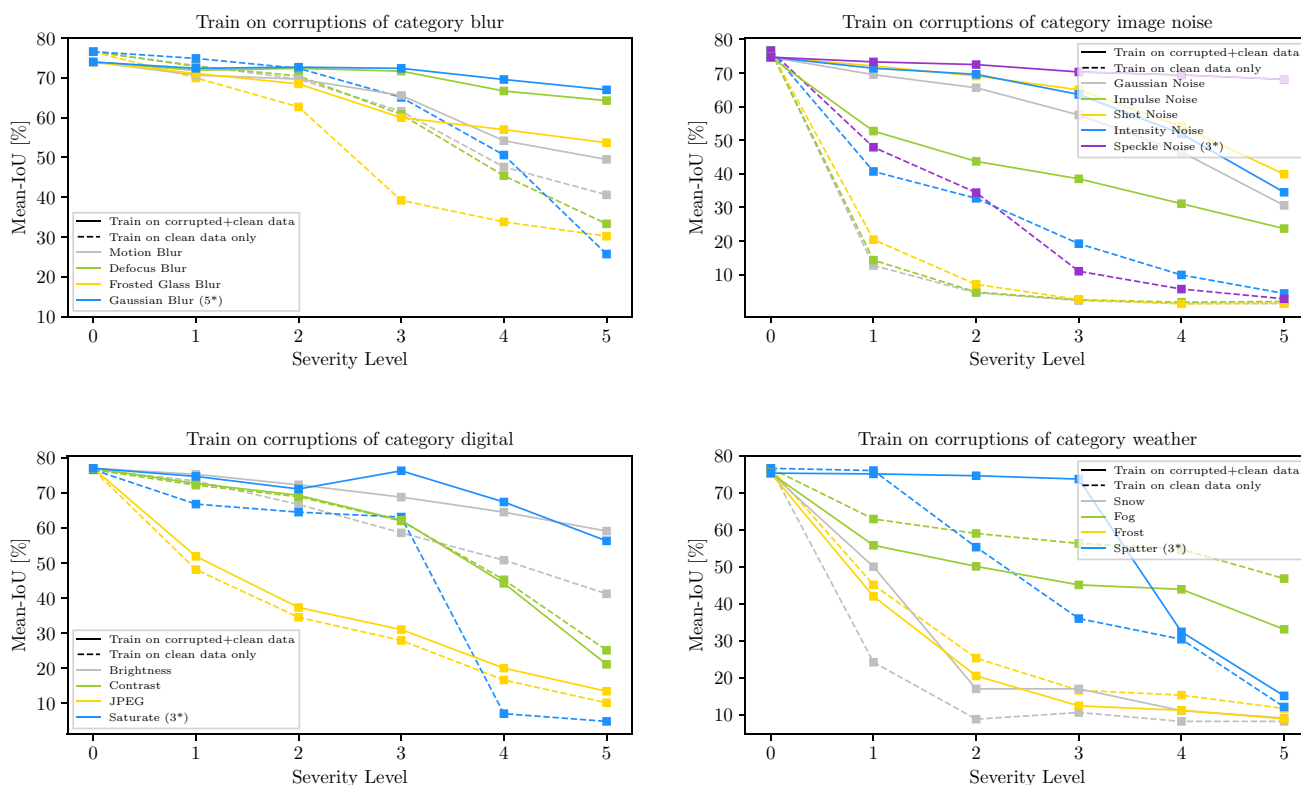 Train on corruptions of category blur
80
70
60
50
40
30
20
10
Mean-IoU [%]
Train on corrupted+clean data
Train on clean data only
Motion Blur
Defocus Blur
Frosted Glass Blur
Gaussian Blur (5*)
0 1 2 3 4 5
Severity Level
Train on corruptions of category image noise
80
70
60
50
40
30
20
10
Mean-IoU [%]
Train on corrupted+clean data
Train on clean data only
Gaussian Noise
Impulse Noise
Shot Noise
Intensity Noise
Speckle Noise (3*)
0 1 2 3 4 5
Severity Level
Train on corruptions of category digital
80
70
60
50
40
30
20
10
Mean-IoU [%]
Train on corrupted+clean data
Train on clean data only
Brightness
Contrast
JPEG
Saturate (3*)
0 1 2 3 4 5
Severity Level
Train on corruptions of category weather
80
70
60
50
40
30
20
10
Mean-IoU [%]
Train on corrupted+clean data
Train on clean data only
Snow
Fog
Frost
Spatter (3*)
0 1 2 3 4 5
Severity Level